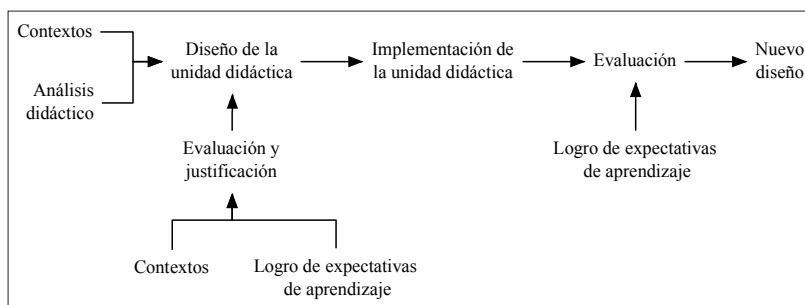 Contextos
Análisis
didáctico
Diseño de la
unidad didáctica
Implementación de
la unidad didáctica
Evaluación
Nuevo
diseño
Evaluación y
justificación
Logro de expectativas
de aprendizaje
Contextos
Logro de expectativas
de aprendizaje